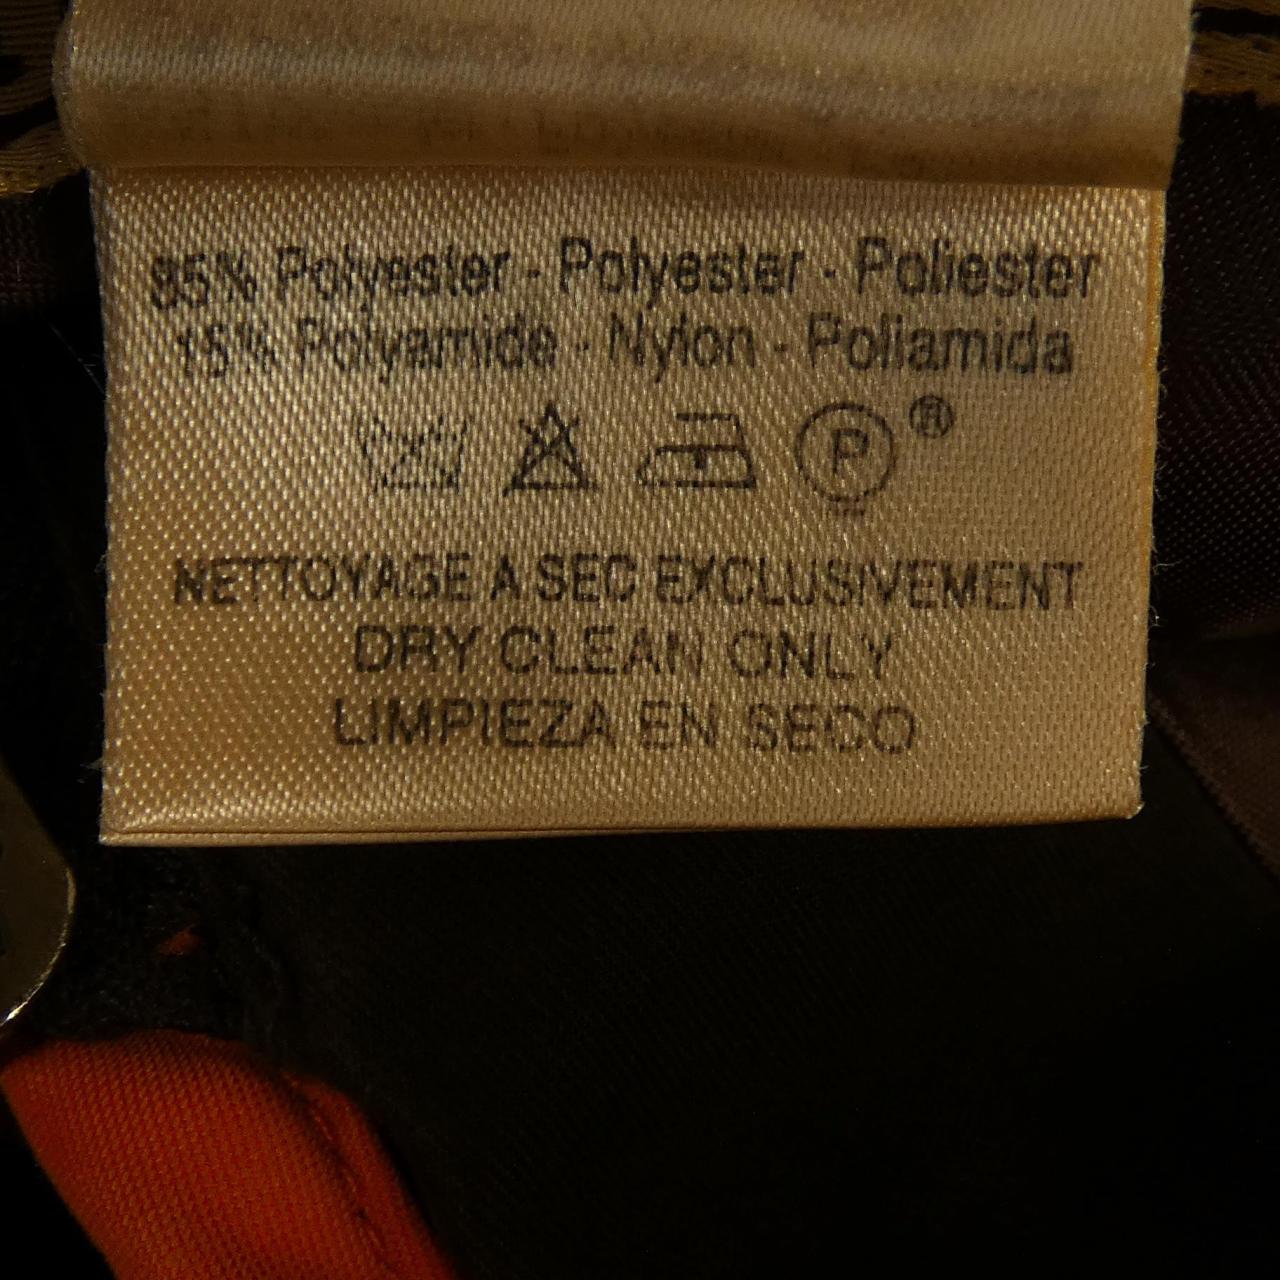 85% Polyester - Polyester - Poliester
15% Polyamide - Nylon - Poliamida
P ®
NETTOYAGE A SEC EXCLUSIVEMENT
DRY CLEAN ONLY
LIMPIEZA EN SECO